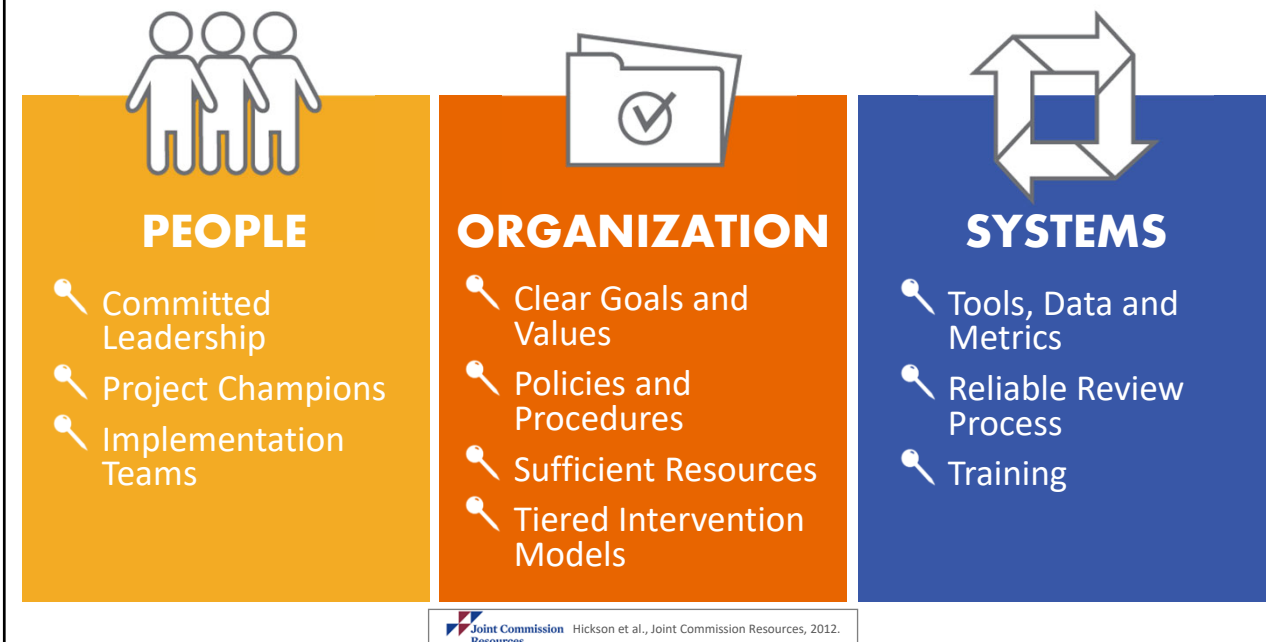 PEOPLE
Committed
Leadership
Project Champions
Implementation
Teams
ORGANIZATION
Clear Goals and
Values
Policies and
Procedures
Sufficient Resources
Tiered Intervention
Models
SYSTEMS
Tools, Data and
Metrics
Reliable Review
Process
Training
Joint Commission Hickson et al., Joint Commission Resources, 2012.
Resources